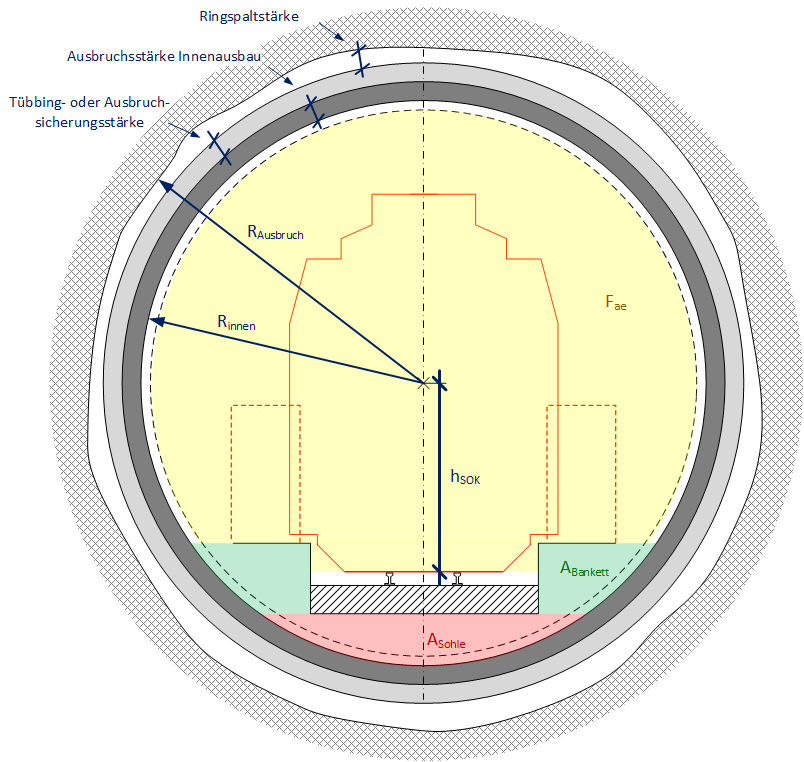 Ringspaltstärke
Ausbruchsstärke Innenausbau
Tübbing- oder Ausbruch-
sicherungsstärke
RAusbruch
Fae
Rinnen
hSOK
ABankett
ASohle